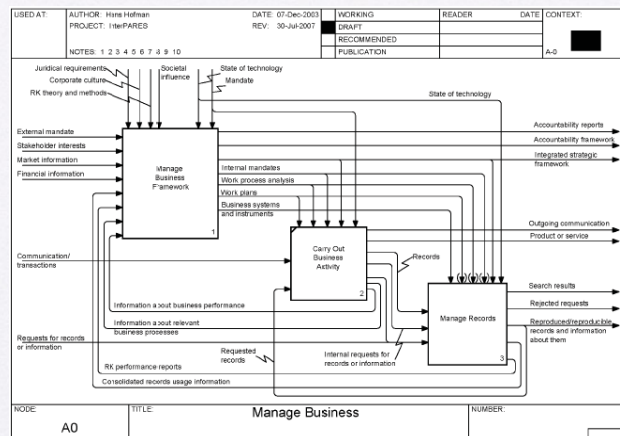 USED AT:
AUTHOR: Hans Hofman
DATE: 07-Dec-2003
WORKING
READER
DATE
CONTEXT:
PROJECT: InterPARES
REV: 30-Jul-2007
DRAFT
RECOMMENDED
NOTES: 1 2 3 4 5 6 7 8 9 10
PUBLICATION
A-0
Juridical requirements
Corporate culture
RK theory and methods
Societal
influence
State of technology
Mandate
State of technology
External mandate
Stakeholder interests
Market information
Financial information
Manage
Business
Framework
1
Accountability reports
Accountability framework
Integrated strategic
framework
Internal mandates
Work process analysis
Work plans
Business systems
and instruments
Outgoing communication
Product or service
Communication/
transactions
Carry Out
Business
Activity
2
Records
Search results
Rejected requests
Reproduced/reproducible
records and information
about them
Manage Records
3
Information about business performance
Information about relevant
business processes
Requests for records
or information
Requested
records
Internal requests for
records or information
RK performance reports
Consolidated records usage information
NODE:
A0
TITLE:
Manage Business
NUMBER: